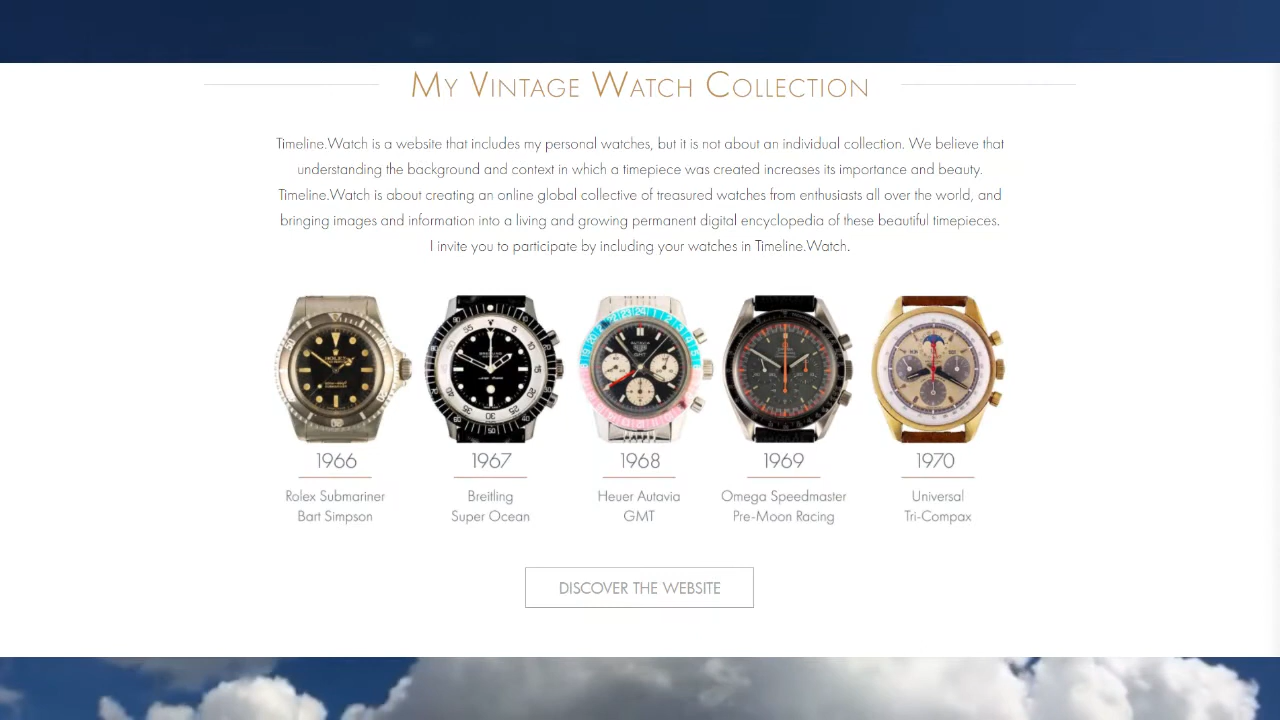 My Vintage Watch Collection
Timeline.Watch is a website that includes my personal watches, but it is not about an individual collection. We believe that
understanding the background and context in which a timepiece was created increases its importance and beauty.
Timeline.Watch is about creating an online global collective of treasured watches from enthusiasts all over the world, and
bringing images and information into a living and growing permanent digital encyclopedia of these beautiful timepieces.
I invite you to participate by including your watches in Timeline.Watch.
1966 1967 1968 1969 1970
Rolex Submariner Breitling Heuer Autavia Omega Speedmaster Universal
Bart Simpson Super Ocean GMT Pre-Moon Racing Tri-Compax
DISCOVER THE WEBSITE